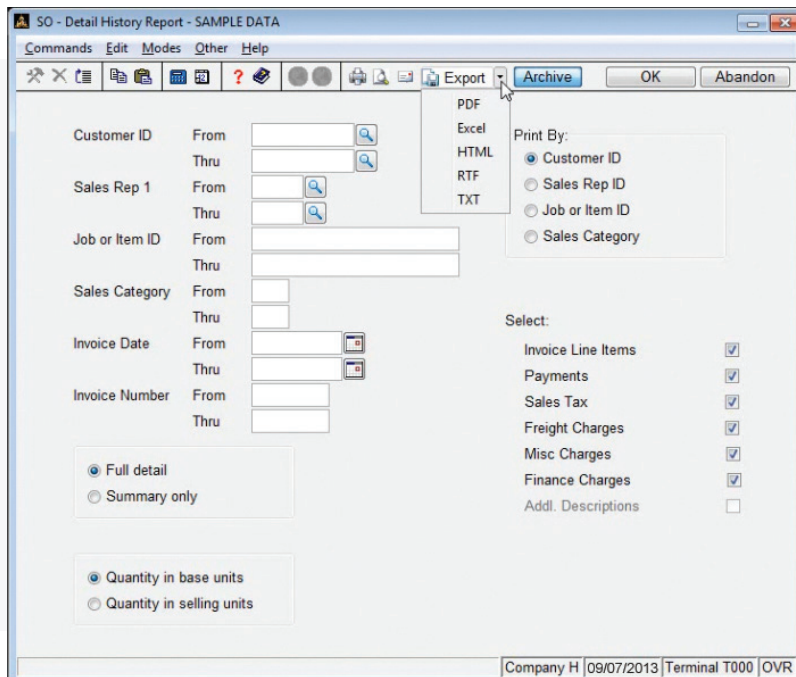 SO - Detail History Report - SAMPLE DATA
Commands Edit Modes Other Help
? Export Archive OK Abandon
PDF
Excel
HTML
RTF
TXT
Customer ID From
Thru
Sales Rep 1 From
Thru
Job or Item ID From
Thru
Sales Category From
Thru
Invoice Date From
Thru
Invoice Number From
Thru
Print By:
Customer ID
Sales Rep ID
Job or Item ID
Sales Category
Select:
Invoice Line Items
Payments
Sales Tax
Freight Charges
Misc Charges
Finance Charges
Addl. Descriptions
Full detail
Summary only
Quantity in base units
Quantity in selling units
Company H 09/07/2013 Terminal T000 OVR